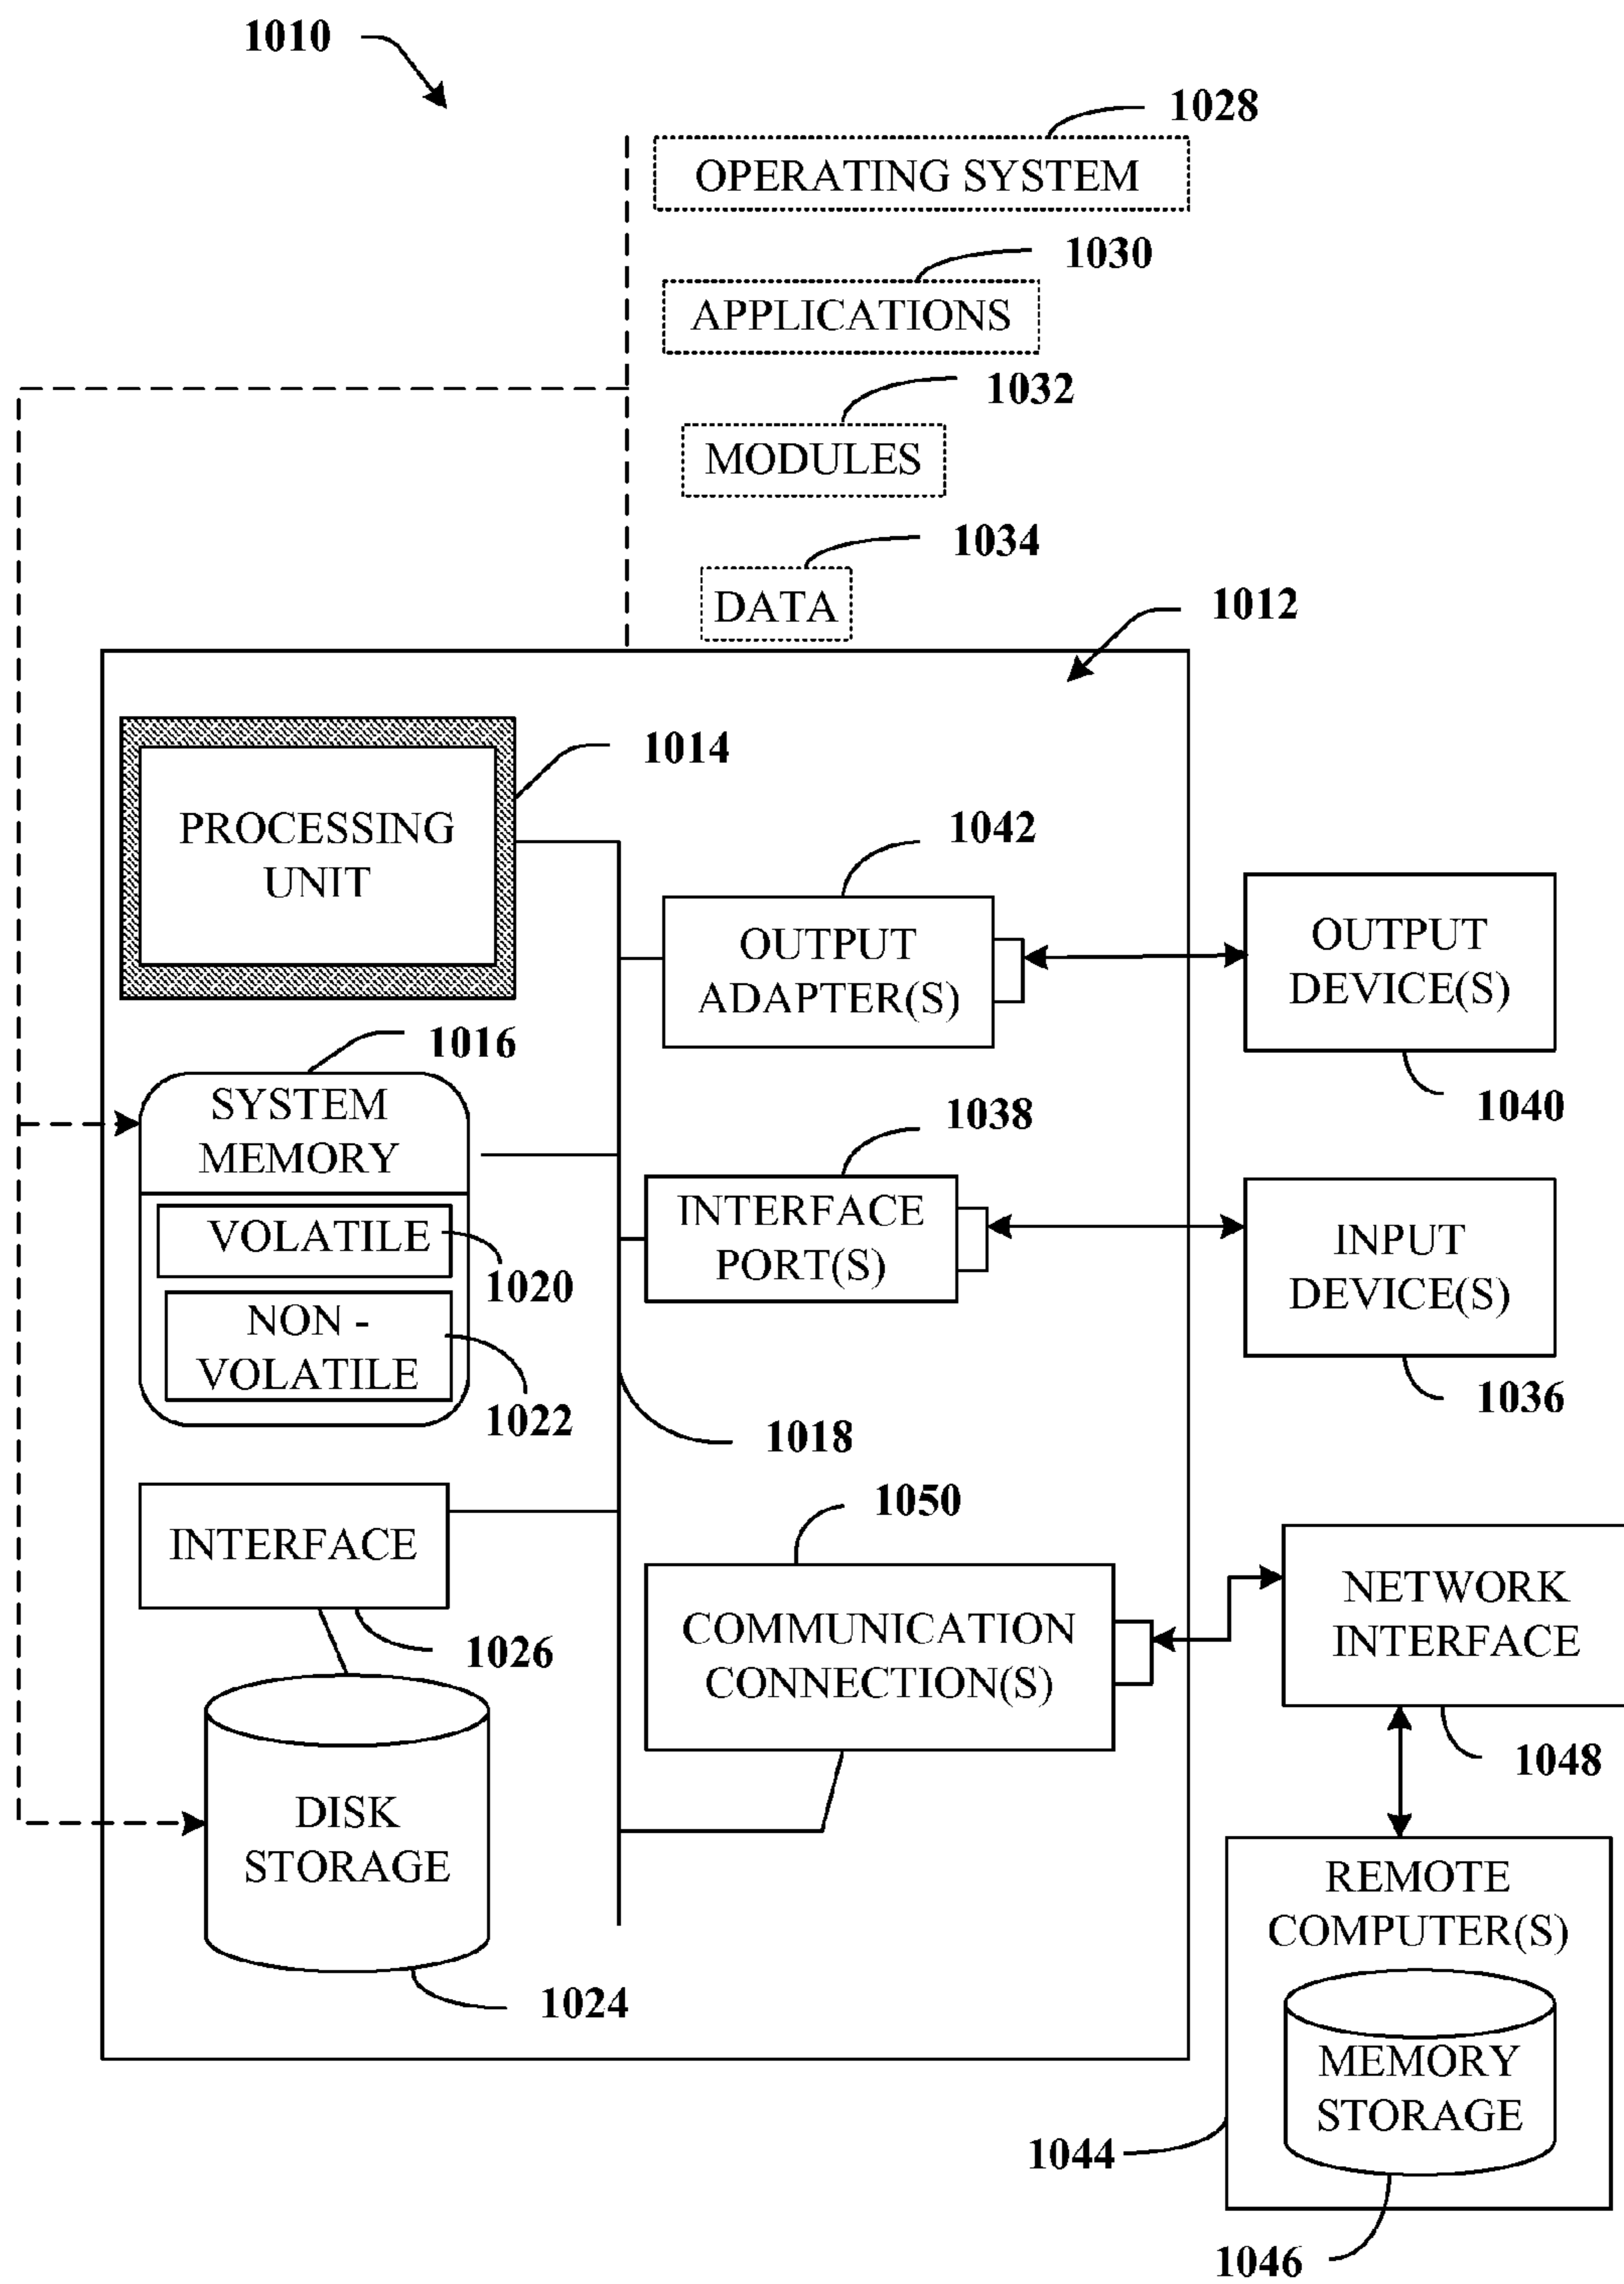 1010
1028
OPERATING SYSTEM
1030
APPLICATIONS
1032
MODULES
1034
DATA
1012
1014
PROCESSING
UNIT
1042
OUTPUT
ADAPTER(S)
OUTPUT
DEVICE(S)
1040
1016
SYSTEM
MEMORY
VOLATILE
1020
NON -
VOLATILE
1022
1038
INTERFACE
PORT(S)
INPUT
DEVICE(S)
1036
1018
INTERFACE
1026
1050
COMMUNICATION
CONNECTION(S)
NETWORK
INTERFACE
1048
DISK
STORAGE
1024
REMOTE
COMPUTER(S)
MEMORY
STORAGE
1044
1046